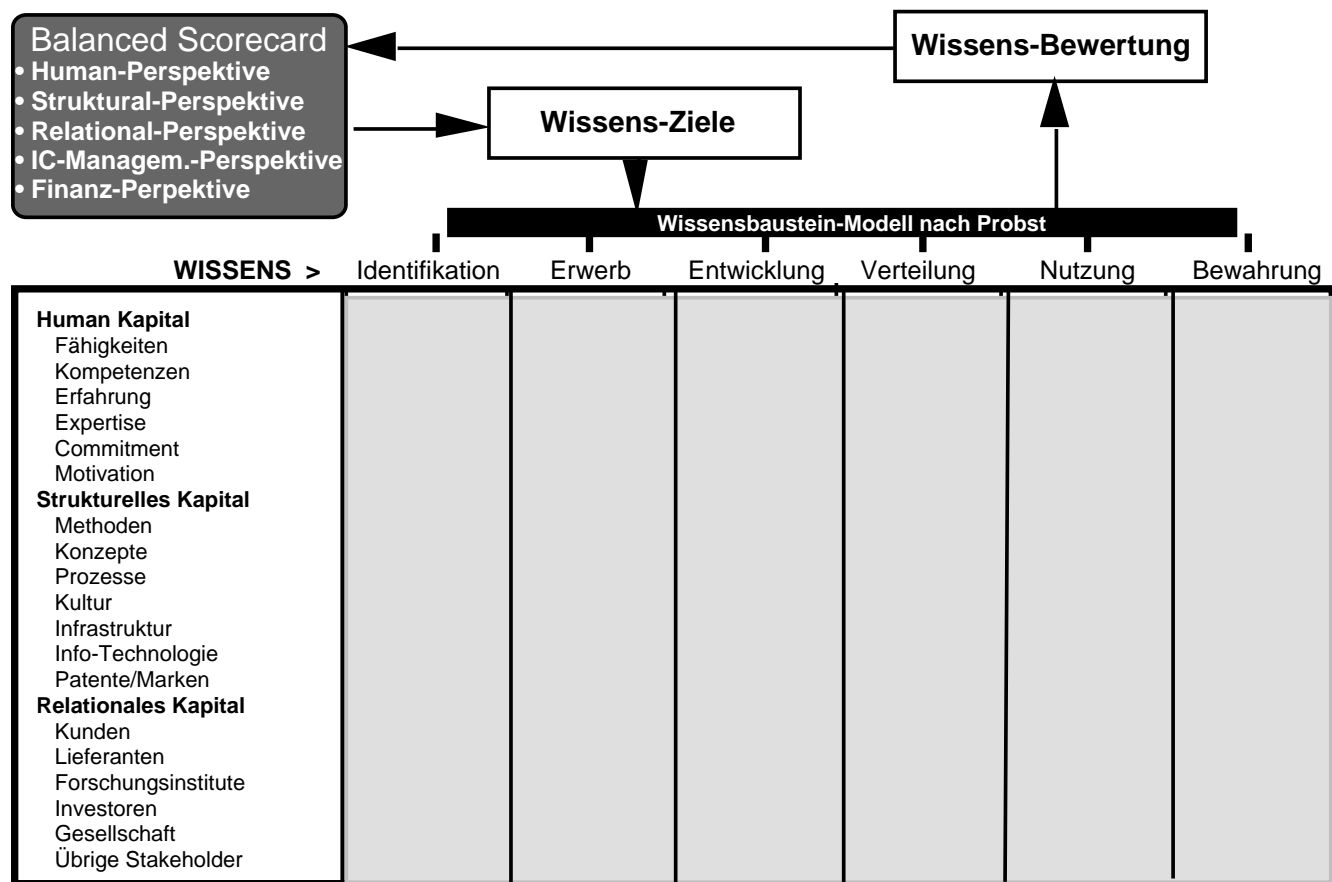 Balanced Scorecard
• Human-Perspektive
• Struktural-Perspektive
• Relational-Perspektive
• IC-Managem.-Perspektive
• Finanz-Perpektive
Wissens-Bewertung
Wissens-Ziele
Wissensbaustein-Modell nach Probst
WISSENS > Identifikation Erwerb Entwicklung Verteilung Nutzung Bewahrung
Human Kapital
Fähigkeiten
Kompetenzen
Erfahrung
Expertise
Commitment
Motivation
Strukturelles Kapital
Methoden
Konzepte
Prozesse
Kultur
Infrastruktur
Info-Technologie
Patente/Marken
Relationales Kapital
Kunden
Lieferanten
Forschungsinstitute
Investoren
Gesellschaft
Übrige Stakeholder